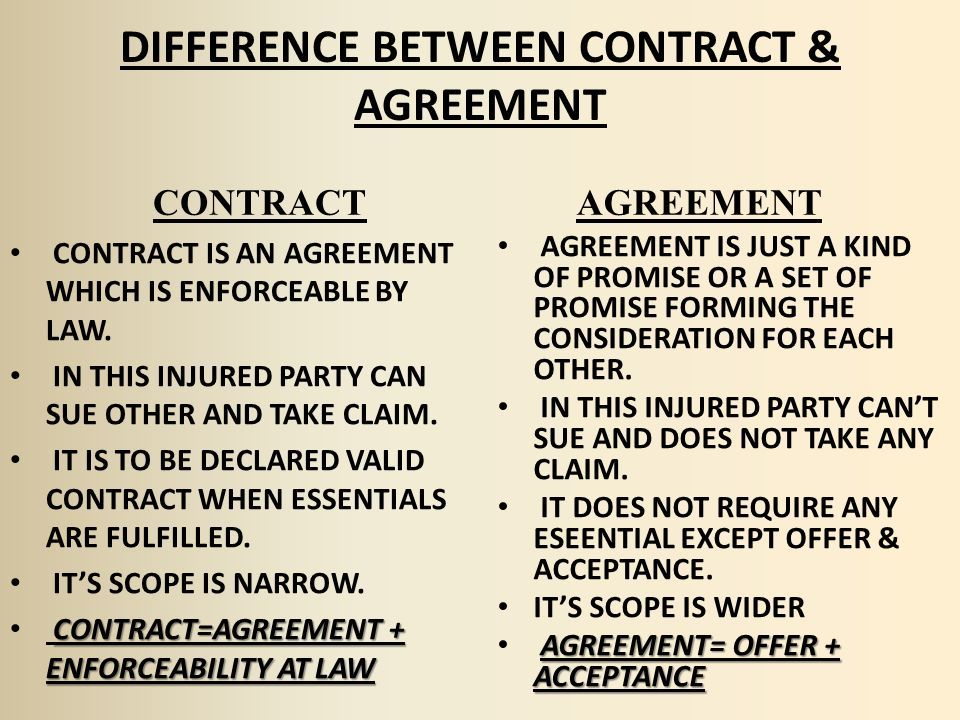 DIFFERENCE BETWEEN CONTRACT &
AGREEMENT
CONTRACT
• CONTRACT IS AN AGREEMENT
WHICH IS ENFORCEABLE BY
LAW.
• IN THIS INJURED PARTY CAN
SUE OTHER AND TAKE CLAIM.
• IT IS TO BE DECLARED VALID
CONTRACT WHEN ESSENTIALS
ARE FULFILLED.
• IT’S SCOPE IS NARROW.
• CONTRACT=AGREEMENT +
ENFORCEABILITY AT LAW
AGREEMENT
• AGREEMENT IS JUST A KIND
OF PROMISE OR A SET OF
PROMISE FORMING THE
CONSIDERATION FOR EACH
OTHER.
• IN THIS INJURED PARTY CAN’T
SUE AND DOES NOT TAKE ANY
CLAIM.
• IT DOES NOT REQUIRE ANY
ESEENTIAL EXCEPT OFFER &
ACCEPTANCE.
• IT’S SCOPE IS WIDER
• AGREEMENT= OFFER +
ACCEPTANCE